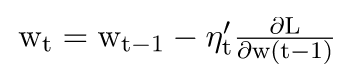 w_t = w_{t−1} − η′_t ∂L/∂w(t−1)